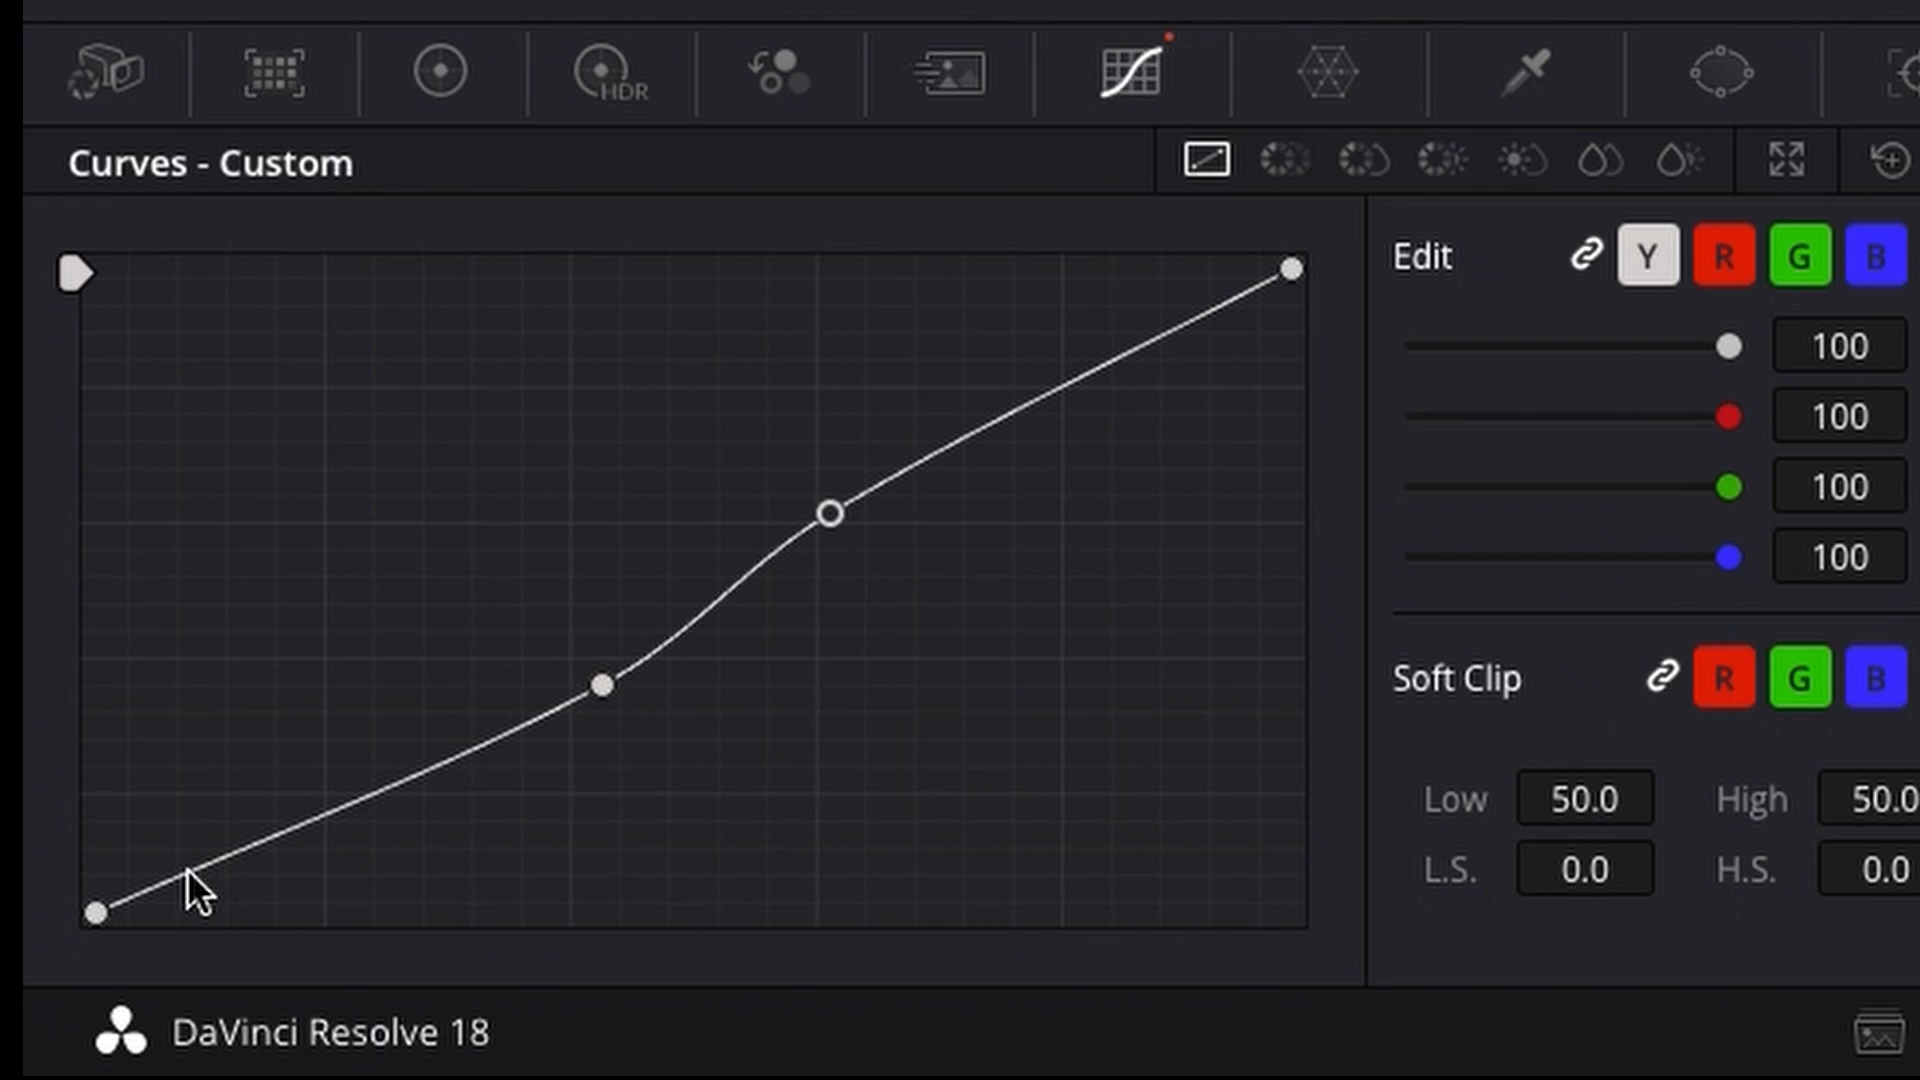 HDR
Curves - Custom
Edit Y R G B
100
100
100
100
Soft Clip R G B
Low 50.0 High 50.0
L.S. 0.0 H.S. 0.0
DaVinci Resolve 18